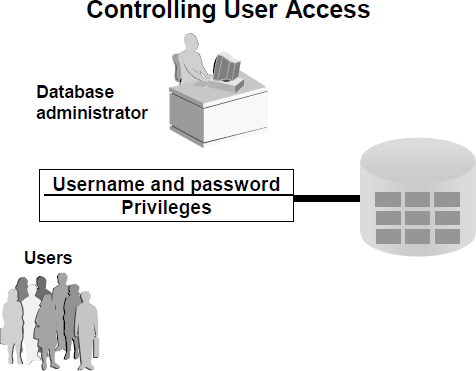 Controlling User Access
Database
administrator
Username and password
Privileges
Users